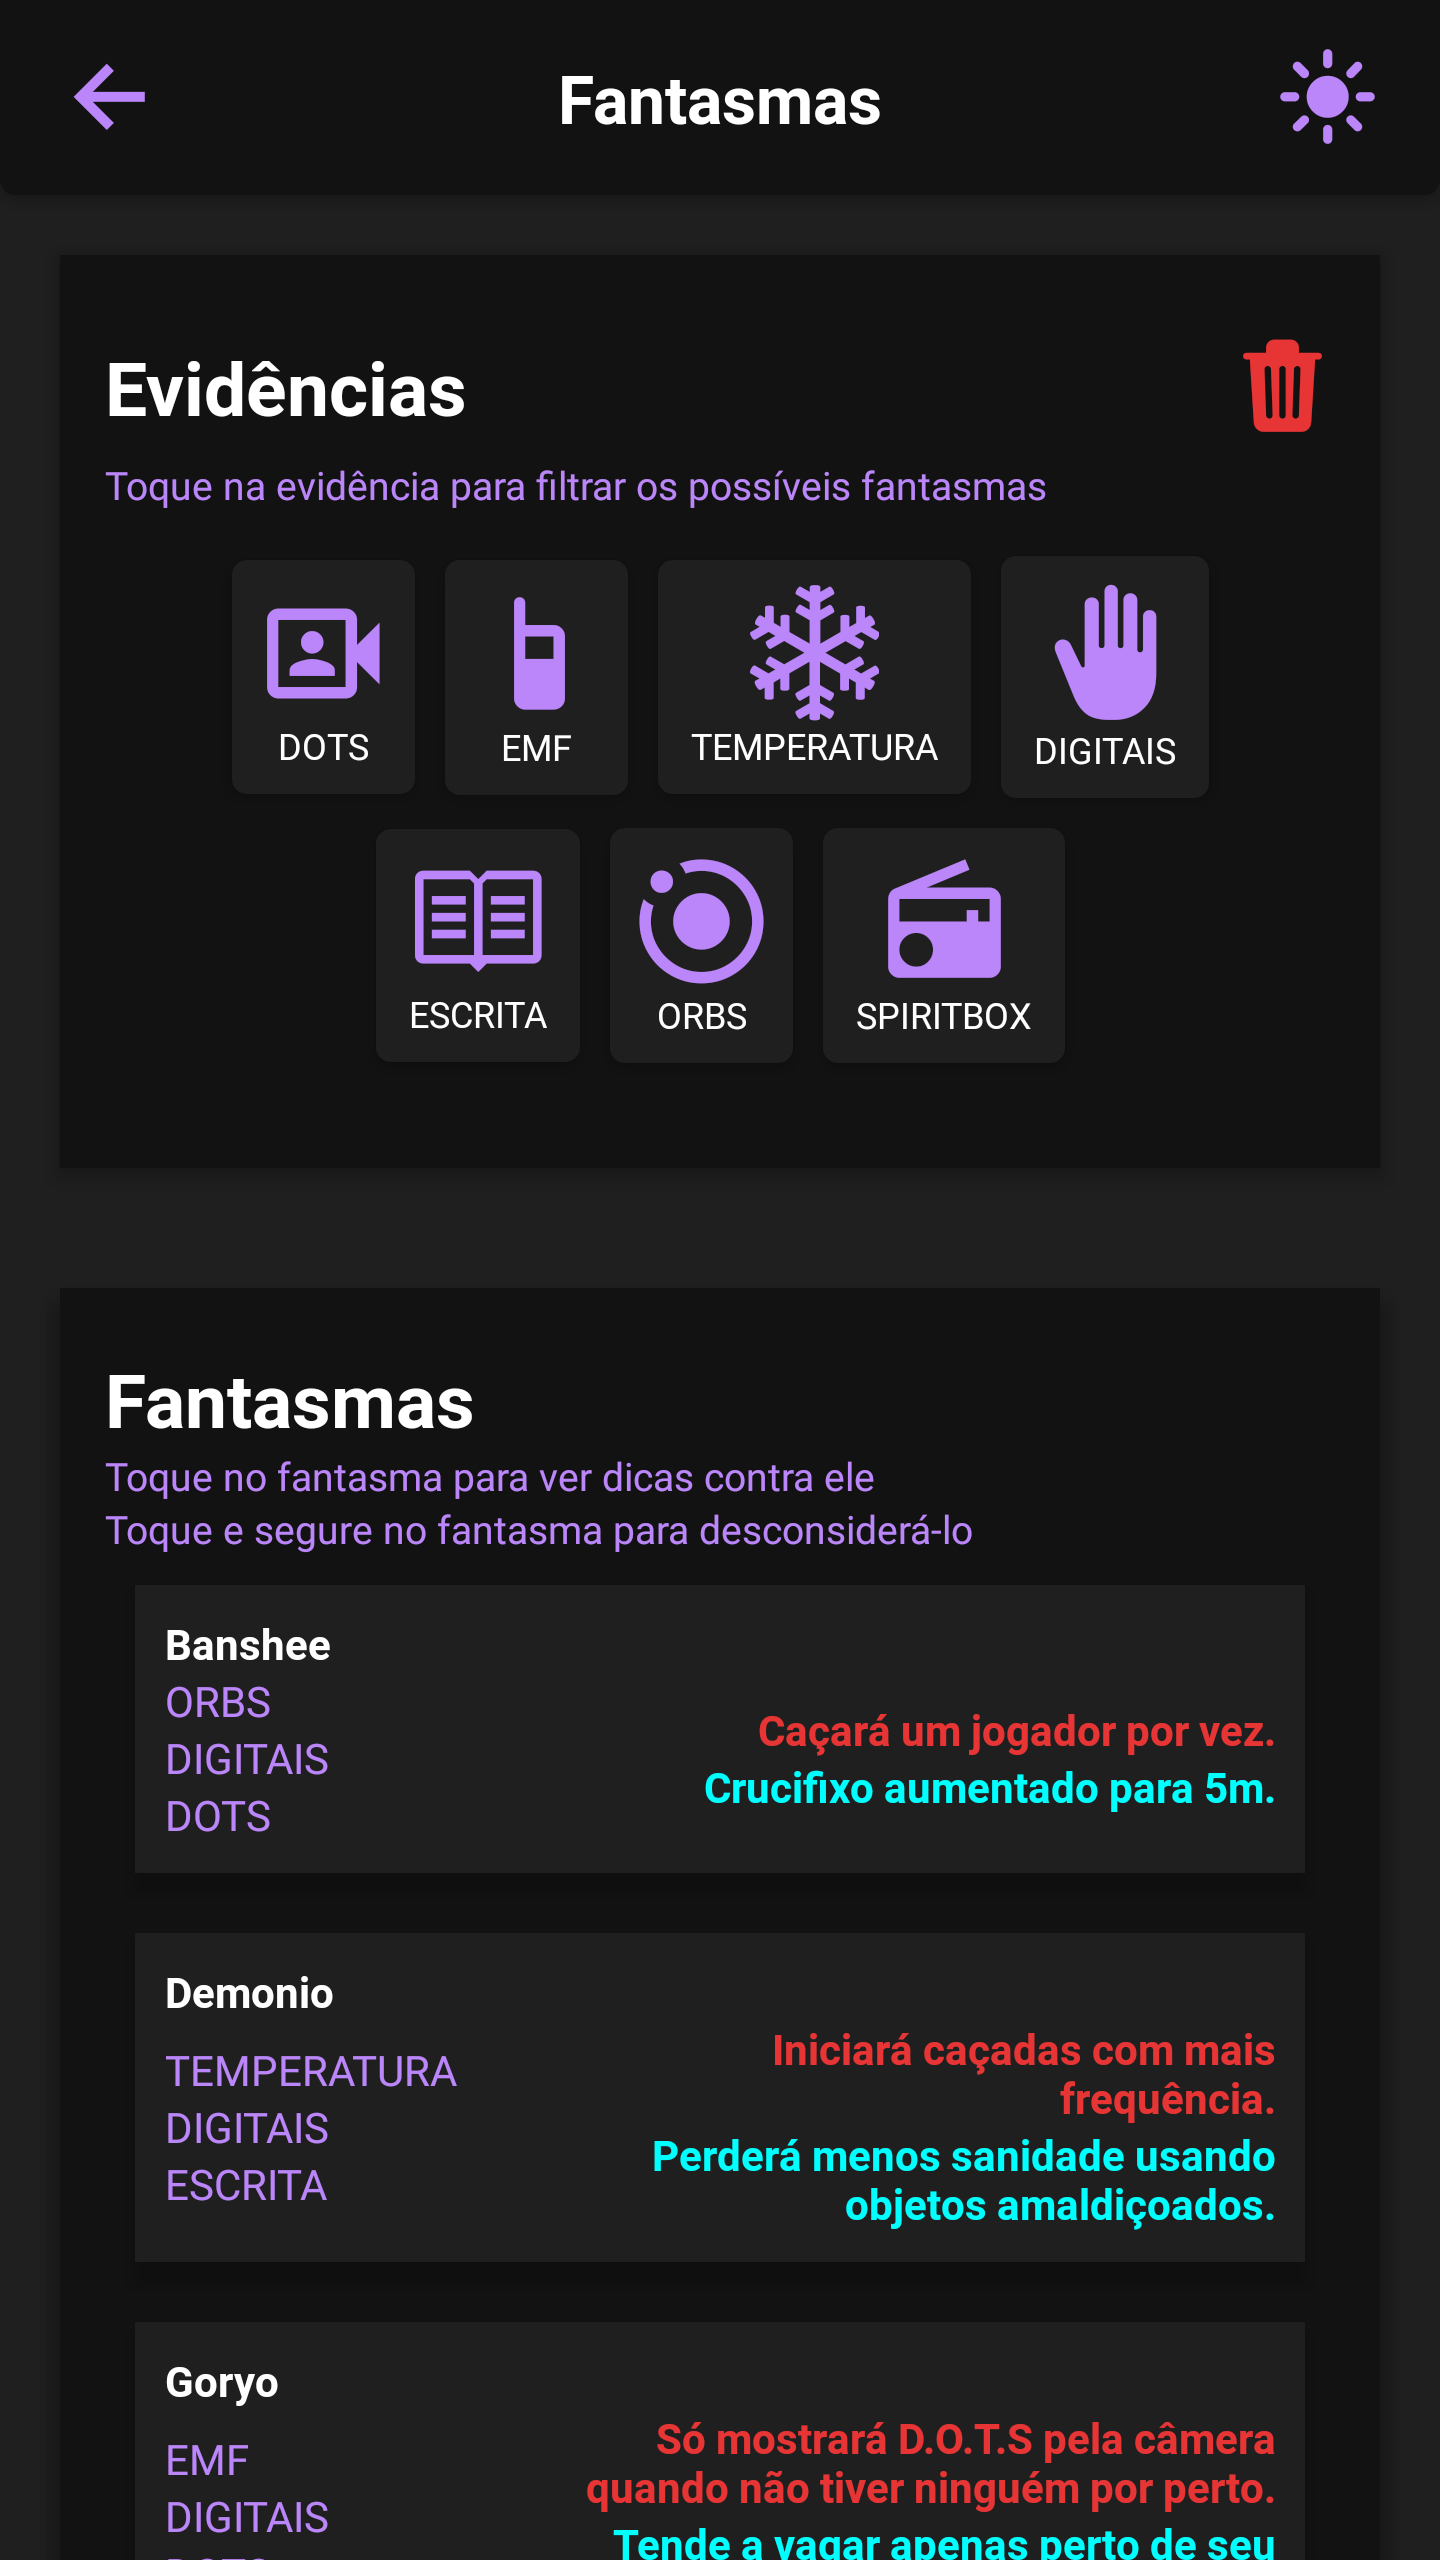 Fantasmas
Evidências
Toque na evidência para filtrar os possíveis fantasmas
DOTS
EMF
TEMPERATURA
DIGITAIS
ESCRITA
ORBS
SPIRITBOX
Fantasmas
Toque no fantasma para ver dicas contra ele
Toque e segure no fantasma para desconsiderá-lo
Banshee
ORBS
DIGITAIS
DOTS
Caçará um jogador por vez.
Crucifixo aumentado para 5m.
Demonio
TEMPERATURA
DIGITAIS
ESCRITA
Iniciará caçadas com mais
frequência.
Perderá menos sanidade usando
objetos amaldiçoados.
Goryo
EMF
DIGITAIS
Só mostrará D.O.T.S pela câmera
quando não tiver ninguém por perto.
Tende a vagar apenas perto de seu